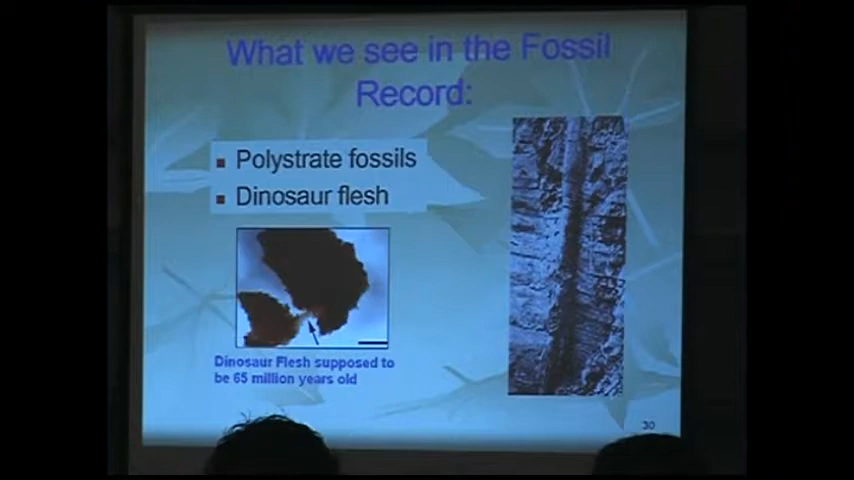 What we see in the Fossil
Record:
Polystrate fossils
Dinosaur flesh
Dinosaur Flesh supposed to
be 65 million years old
30